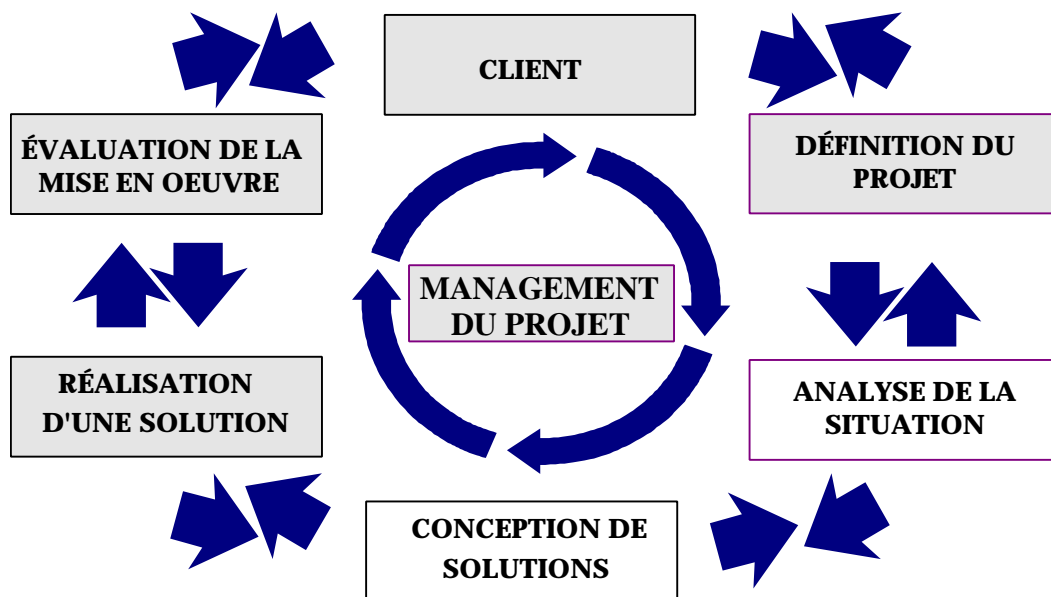 CLIENT
ÉVALUATION DE LA
MISE EN OEUVRE
DÉFINITION DU
PROJET
MANAGEMENT
DU PROJET
RÉALISATION
D'UNE SOLUTION
ANALYSE DE LA
SITUATION
CONCEPTION DE
SOLUTIONS